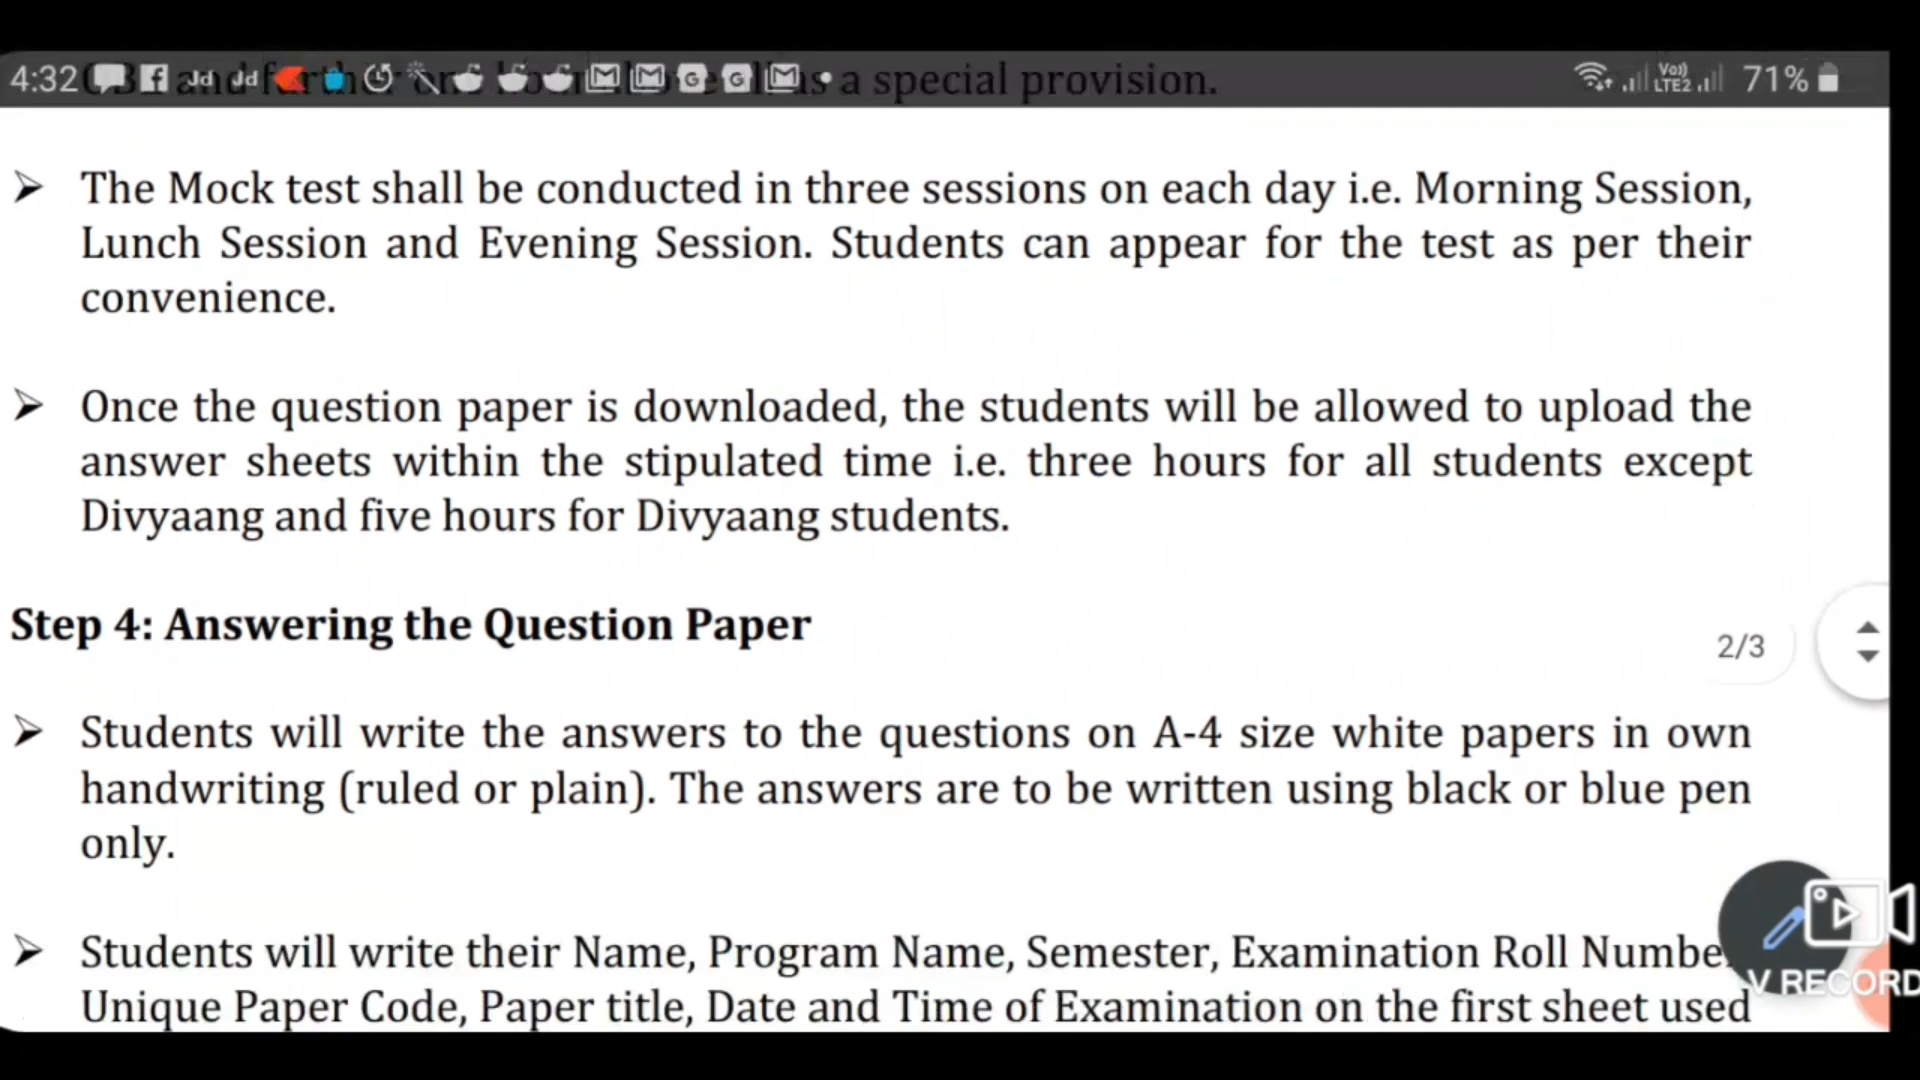 4:32 Jd Jd a special provision. Vo) LTE2 71%
➢ The Mock test shall be conducted in three sessions on each day i.e. Morning Session,
Lunch Session and Evening Session. Students can appear for the test as per their
convenience.
➢ Once the question paper is downloaded, the students will be allowed to upload the
answer sheets within the stipulated time i.e. three hours for all students except
Divyaang and five hours for Divyaang students.
Step 4: Answering the Question Paper
2/3
➢ Students will write the answers to the questions on A-4 size white papers in own
handwriting (ruled or plain). The answers are to be written using black or blue pen
only.
➢ Students will write their Name, Program Name, Semester, Examination Roll Numbe
Unique Paper Code, Paper title, Date and Time of Examination on the first sheet used
V RECORD